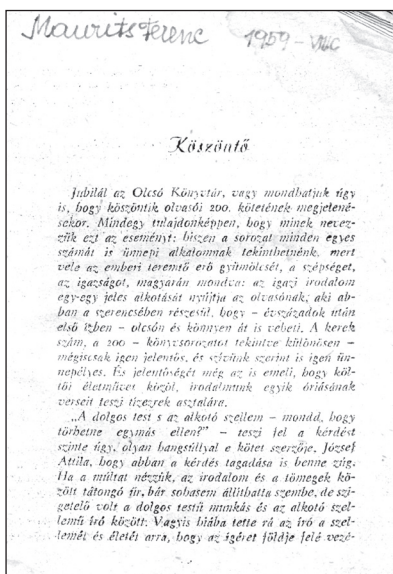 Maurits Ferenc 1959-VIIIC
Köszöntő
Jubilál az Olcsó Könyvtár, vagy mondhatjuk úgy
is, hogy köszöntik olvasói 200. kötetének megjelené-
sekor. Mindegy tulajdonképpen, hogy minek nevez-
zük ezt az eseményt: hiszen a sorozat minden egyes
számát is ünnepi alkalomnak tekinthetnénk, mert
vele az emberi teremtő erő gyümölcsét, a szépséget,
az igazságot, magyarán mondva: az igazi irodalom
egy-egy jeles alkotását nyújtja az olvasónak, aki ab-
ban a szerencsében részesül, hogy – évszázadok után
első ízben – olcsón és könnyen át is veheti. A kerek
szám, a 200 – könyvsorozatot tekintve különösen –
mégiscsak igen jelentős, és szívünk szerint is igen ün-
nepélyes. És jelentőségét még az is emeli, hogy köl-
tői életművet közöl, irodalmunk egyik óriásának
verseit teszi tízezrek asztalára.
„A dolgos test s az alkotó szellem – mondd, hogy
törhetne egymás ellen?” – teszi fel a kérdést
szinte úgy, olyan hangsúllyal e kötet szerzője, József
Attila, hogy abban a kérdés tagadása is benne zúg.
Ha a múltat nézzük, az irodalom és a tömegek kö-
zött tátongó űr, bár sohasem állíthatta szembe, de szi-
getelő volt a dolgos testű munkás és az alkotó szel-
lemű író között. Vagyis hiába tette rá az író a szel-
lemét és életét arra, hogy az ígéret földje felé vezé-